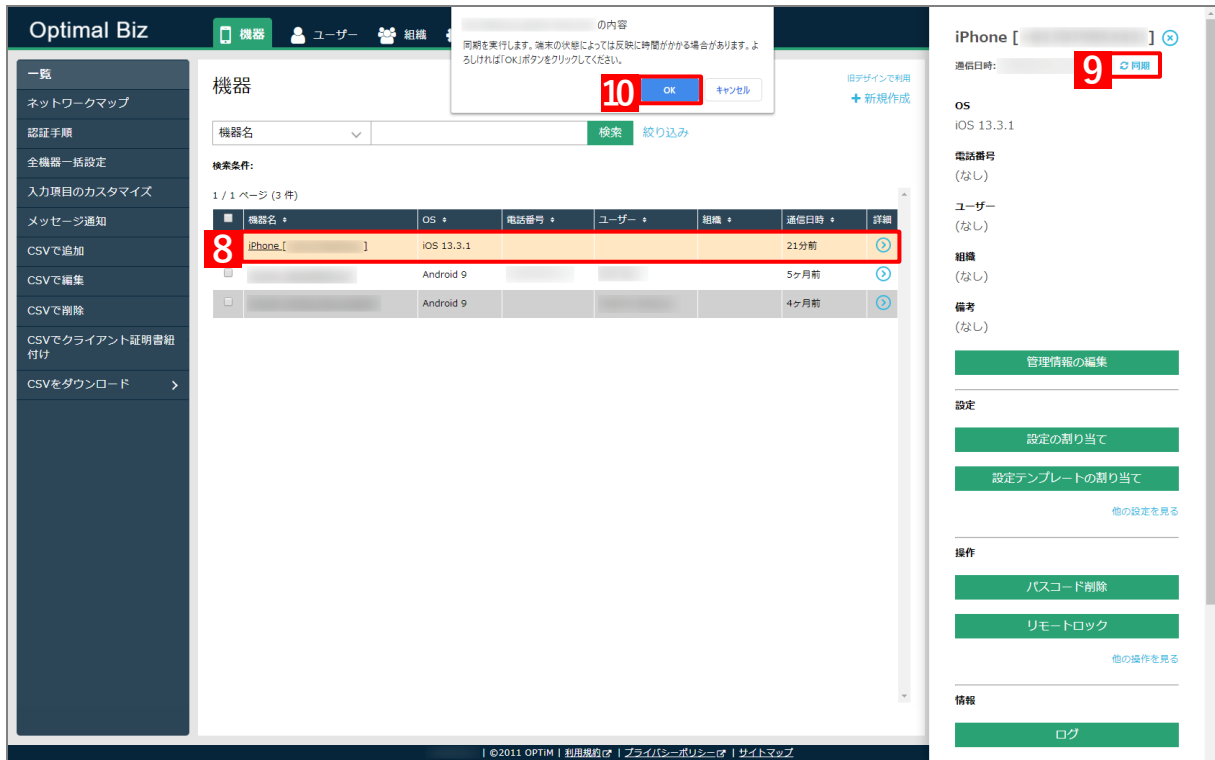 Optimal Biz
機器
ユーザー
組織
の内容
同期を実行します。端末の状態によっては反映に時間がかかる場合があります。よ
ろしければ「OK」ボタンをクリックしてください。
10
OK
キャンセル
一覧
ネットワークマップ
認証手順
全機器一括設定
入力項目のカスタマイズ
メッセージ通知
CSVで追加
CSVで編集
CSVで削除
CSVでクライアント証明書紐
付け
CSVをダウンロード
機器
旧デザインで利用
+ 新規作成
機器名
検索
絞り込み
検索条件:
1 / 1 ページ (3 件)
機器名 OS 電話番号 ユーザー 組織 通信日時 詳細
8
iPhone [ ] iOS 13.3.1 21分前
Android 9 5ヶ月前
Android 9 4ヶ月前
iPhone [ ]
通信日時:
9
同期
OS
iOS 13.3.1
電話番号
(なし)
ユーザー
(なし)
組織
(なし)
備考
(なし)
管理情報の編集
設定
設定の割り当て
設定テンプレートの割り当て
他の設定を見る
操作
パスコード削除
リモートロック
他の操作を見る
情報
ログ
| ©2011 OPTiM | 利用規約 | プライバシーポリシー | サイトマップ